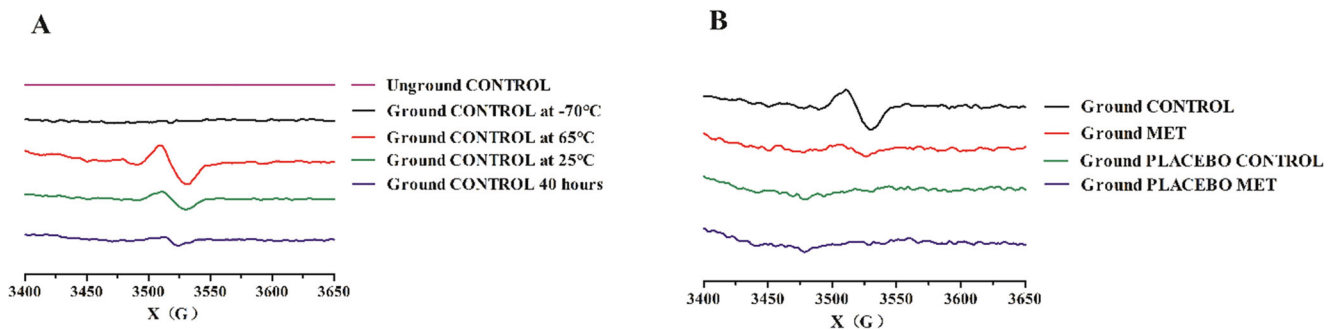 A
Unground CONTROL
Ground CONTROL at -70°C
Ground CONTROL at 65°C
Ground CONTROL at 25°C
Ground CONTROL 40 hours
3400 3450 3500 3550 3600 3650
X (G)
B
Ground CONTROL
Ground MET
Ground PLACEBO CONTROL
Ground PLACEBO MET
3400 3450 3500 3550 3600 3650
X (G)